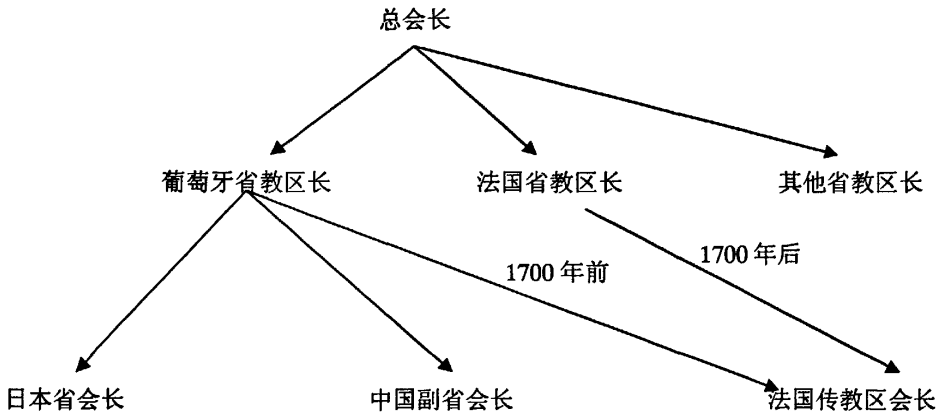 总会长
葡萄牙省教区长
法国省教区长
其他省教区长
1700 年前
1700 年后
日本省会长
中国副省会长
法国传教区会长